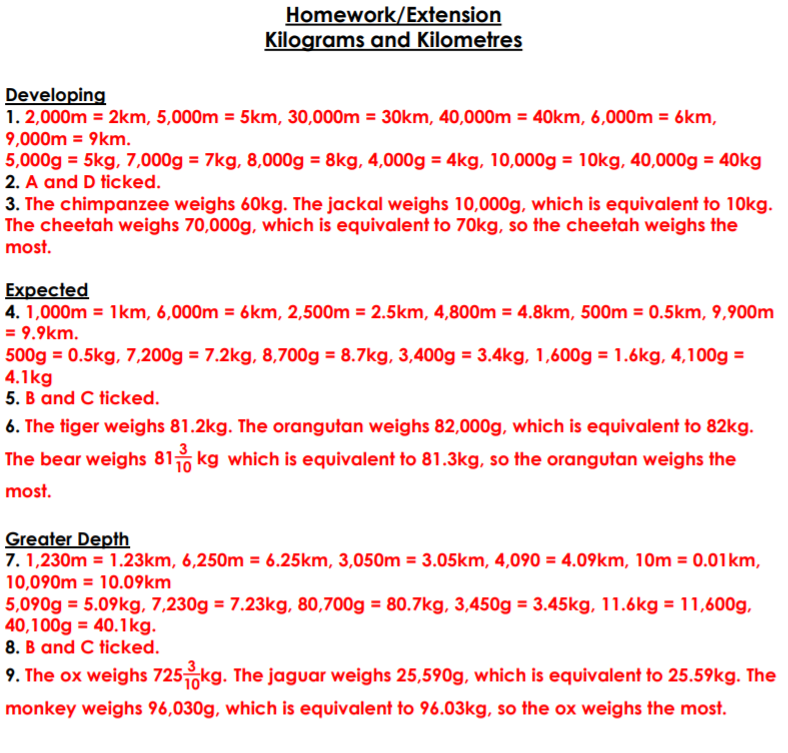 Homework/Extension
Kilograms and Kilometres
Developing
1. 2,000m = 2km, 5,000m = 5km, 30,000m = 30km, 40,000m = 40km, 6,000m = 6km,
9,000m = 9km.
5,000g = 5kg, 7,000g = 7kg, 8,000g = 8kg, 4,000g = 4kg, 10,000g = 10kg, 40,000g = 40kg
2. A and D ticked.
3. The chimpanzee weighs 60kg. The jackal weighs 10,000g, which is equivalent to 10kg.
The cheetah weighs 70,000g, which is equivalent to 70kg, so the cheetah weighs the
most.
Expected
4. 1,000m = 1km, 6,000m = 6km, 2,500m = 2.5km, 4,800m = 4.8km, 500m = 0.5km, 9,900m
= 9.9km.
500g = 0.5kg, 7,200g = 7.2kg, 8,700g = 8.7kg, 3,400g = 3.4kg, 1,600g = 1.6kg, 4,100g =
4.1kg
5. B and C ticked.
6. The tiger weighs 81.2kg. The orangutan weighs 82,000g, which is equivalent to 82kg.
The bear weighs 81 3/10 kg which is equivalent to 81.3kg, so the orangutan weighs the
most.
Greater Depth
7. 1,230m = 1.23km, 6,250m = 6.25km, 3,050m = 3.05km, 4,090 = 4.09km, 10m = 0.01km,
10,090m = 10.09km
5,090g = 5.09kg, 7,230g = 7.23kg, 80,700g = 80.7kg, 3,450g = 3.45kg, 11.6kg = 11,600g,
40,100g = 40.1kg.
8. B and C ticked.
9. The ox weighs 725 3/10kg. The jaguar weighs 25,590g, which is equivalent to 25.59kg. The
monkey weighs 96,030g, which is equivalent to 96.03kg, so the ox weighs the most.